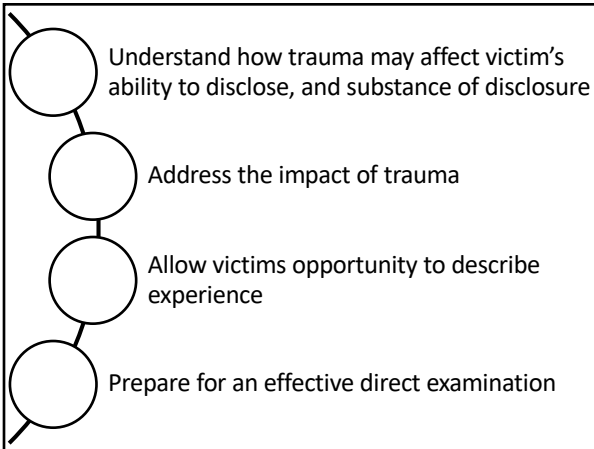 Understand how trauma may affect victim’s
ability to disclose, and substance of disclosure
Address the impact of trauma
Allow victims opportunity to describe
experience
Prepare for an effective direct examination